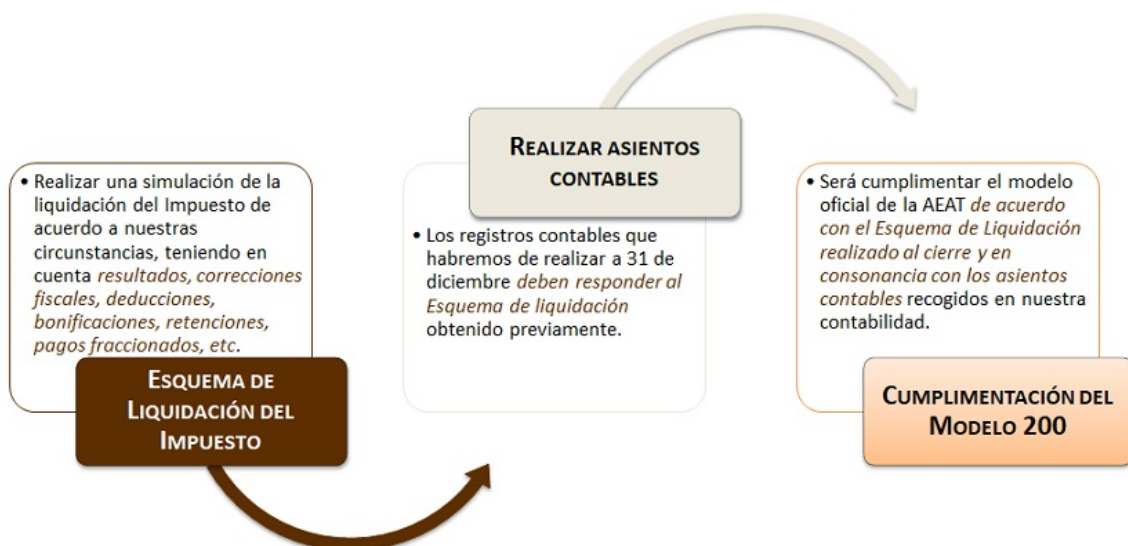 • Realizar una simulación de la
liquidación del Impuesto de
acuerdo a nuestras
circunstancias, teniendo en
cuenta resultados, correcciones
fiscales, deducciones,
bonificaciones, retenciones,
pagos fraccionados, etc.
ESQUEMA DE
LIQUIDACIÓN DEL
IMPUESTO
REALIZAR ASIENTOS
CONTABLES
• Los registros contables que
habremos de realizar a 31 de
diciembre deben responder al
Esquema de liquidación
obtenido previamente.
• Será cumplimentar el modelo
oficial de la AEAT de acuerdo
con el Esquema de Liquidación
realizado al cierre y en
consonancia con los asientos
contables recogidos en nuestra
contabilidad.
CUMPLIMENTACIÓN DEL
MODELO 200